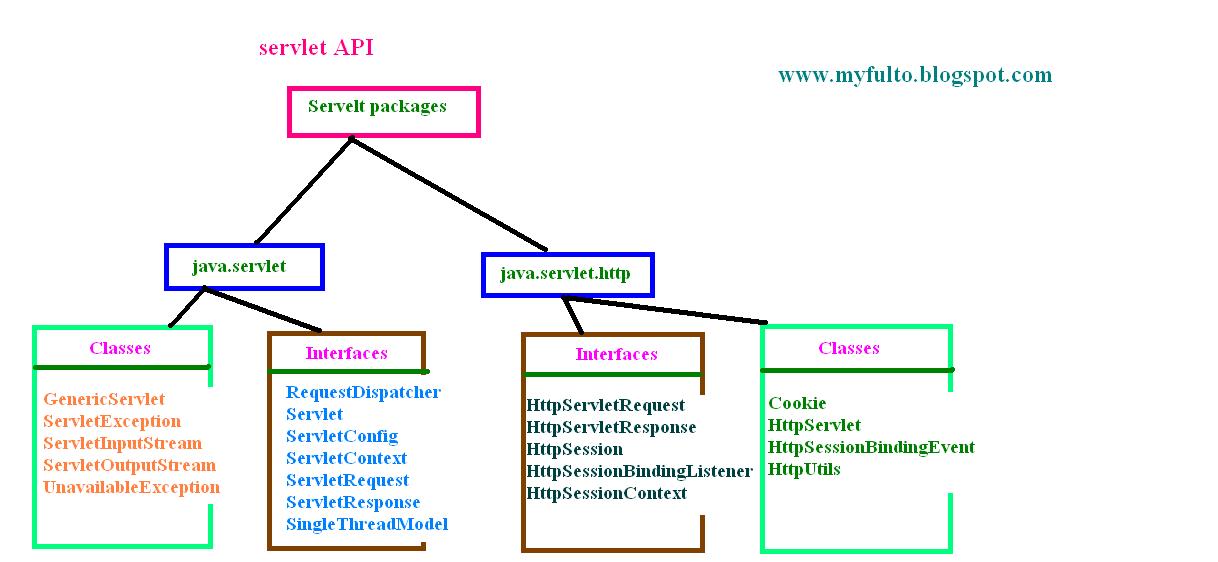 servlet API
www.myfulto.blogspot.com
Servelt packages
java.servlet
java.servlet.http
Classes
GenericServlet
ServletException
ServletInputStream
ServletOutputStream
UnavailableException
Interfaces
RequestDispatcher
Servlet
ServletConfig
ServletContext
ServletRequest
ServletResponse
SingleThreadModel
Interfaces
HttpServletRequest
HttpServletResponse
HttpSession
HttpSessionBindingListener
HttpSessionContext
Classes
Cookie
HttpServlet
HttpSessionBindingEvent
HttpUtils